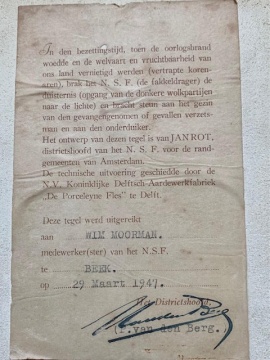 In den bezettingstijd, toen de oorlogsbrand
woedde en de welvaart en vruchtbaarheid van
ons land vernietigd werden (vertrapte koren-
aren), brak het N. S. F. (de fakkeldrager) de
duisternis (opgang van de donkere wolkpartijen
naar de lichte) en bracht steun aan het gezin
van den gevangengenomen of gevallen verzets-
man en aan den onderduiker.
Het ontwerp van dezen tegel is van JANROT,
districtshoofd van het N. S. F. voor de rand-
gemeenten van Amsterdam.
De technische uitvoering geschiedde door de
N.V. Koninklijke Delftsch-Aardewerkfabriek
„De Porceleyne Fles" te Delft.
Deze tegel werd uitgereikt
aan WIM MOORMAN.
medewerker(ster) van het N.S.F.
te BEEK.
op 29 Maart 1947.
Het Districtshoofd,
van den Berg.